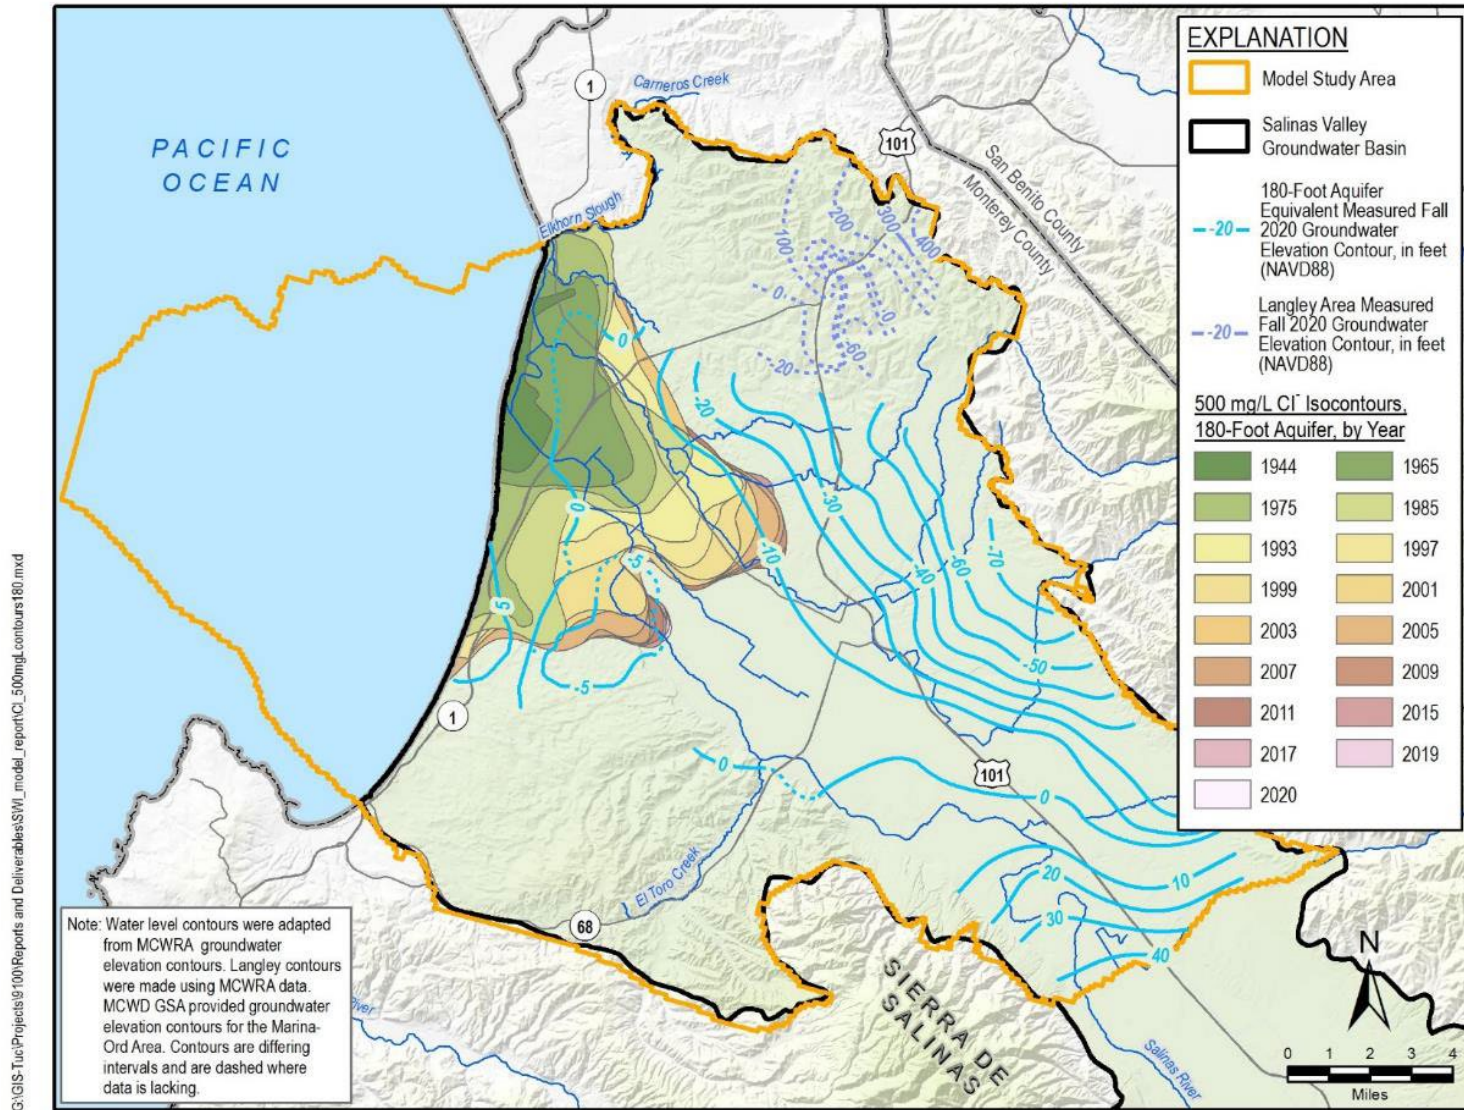 PACIFIC
OCEAN
Carneros Creek
1
101
San Benito County
Monterey County
Elkhorn Slough
100
200
300
400
0
0
-60
-20
0
-20
-30
-10
-40
-60
-70
-50
0
-5
5
-5
1
0
101
0
10
20
30
40
El Toro Creek
68
SIERRA DE
SALINAS
Salinas River
River
EXPLANATION
Model Study Area
Salinas Valley
Groundwater Basin
-20
180-Foot Aquifer
Equivalent Measured Fall
2020 Groundwater
Elevation Contour, in feet
(NAVD88)
-20
Langley Area Measured
Fall 2020 Groundwater
Elevation Contour, in feet
(NAVD88)
500 mg/L Cl⁻ Isocontours,
180-Foot Aquifer, by Year
1944 1965
1975 1985
1993 1997
1999 2001
2003 2005
2007 2009
2011 2015
2017 2019
2020
N
0 1 2 3 4
Miles
Note: Water level contours were adapted
from MCWRA groundwater
elevation contours. Langley contours
were made using MCWRA data.
MCWD GSA provided groundwater
elevation contours for the Marina-
Ord Area. Contours are differing
intervals and are dashed where
data is lacking.
G:\GIS-Tuc\Projects\9100\Reports and Deliverables\SWI_model_report\Cl_500mgLcontours180.mxd